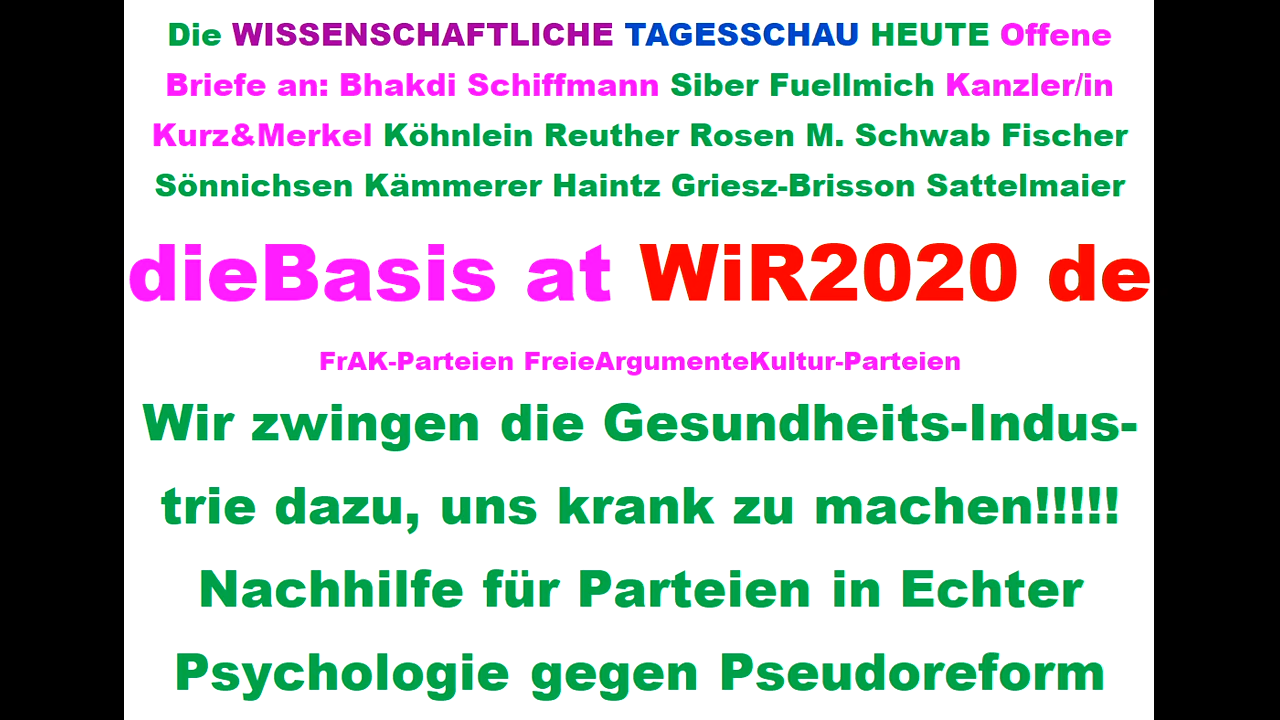 Die WISSENSCHAFTLICHE TAGESSCHAU HEUTE Offene
Briefe an: Bhakdi Schiffmann Siber Fuellmich Kanzler/in
Kurz&Merkel Köhnlein Reuther Rosen M. Schwab Fischer
Sönnichsen Kämmerer Haintz Griesz-Brisson Sattelmaier
dieBasis at WiR2020 de
FrAK-Parteien FreieArgumenteKultur-Parteien
Wir zwingen die Gesundheits-Indus-
trie dazu, uns krank zu machen!!!!!
Nachhilfe für Parteien in Echter
Psychologie gegen Pseudoreform